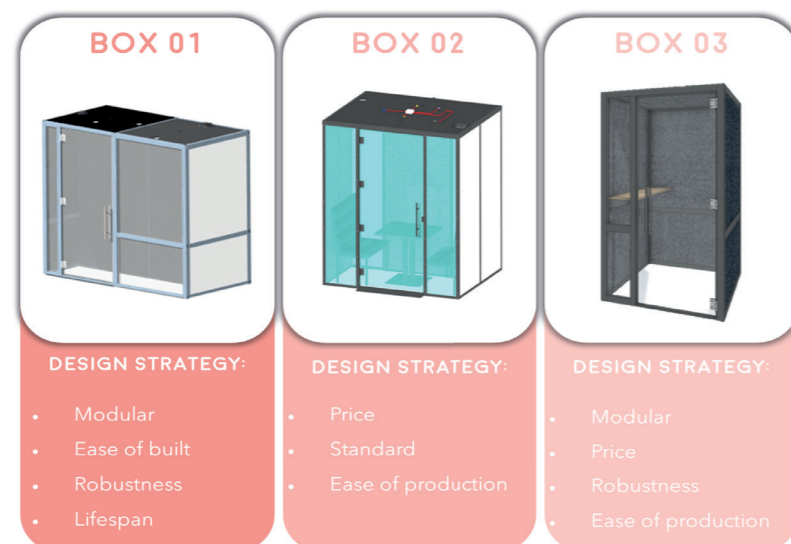 BOX 01
DESIGN STRATEGY:
• Modular
• Ease of built
• Robustness
• Lifespan
BOX 02
DESIGN STRATEGY:
• Price
• Standard
• Ease of production
BOX 03
DESIGN STRATEGY:
• Modular
• Price
• Robustness
• Ease of production